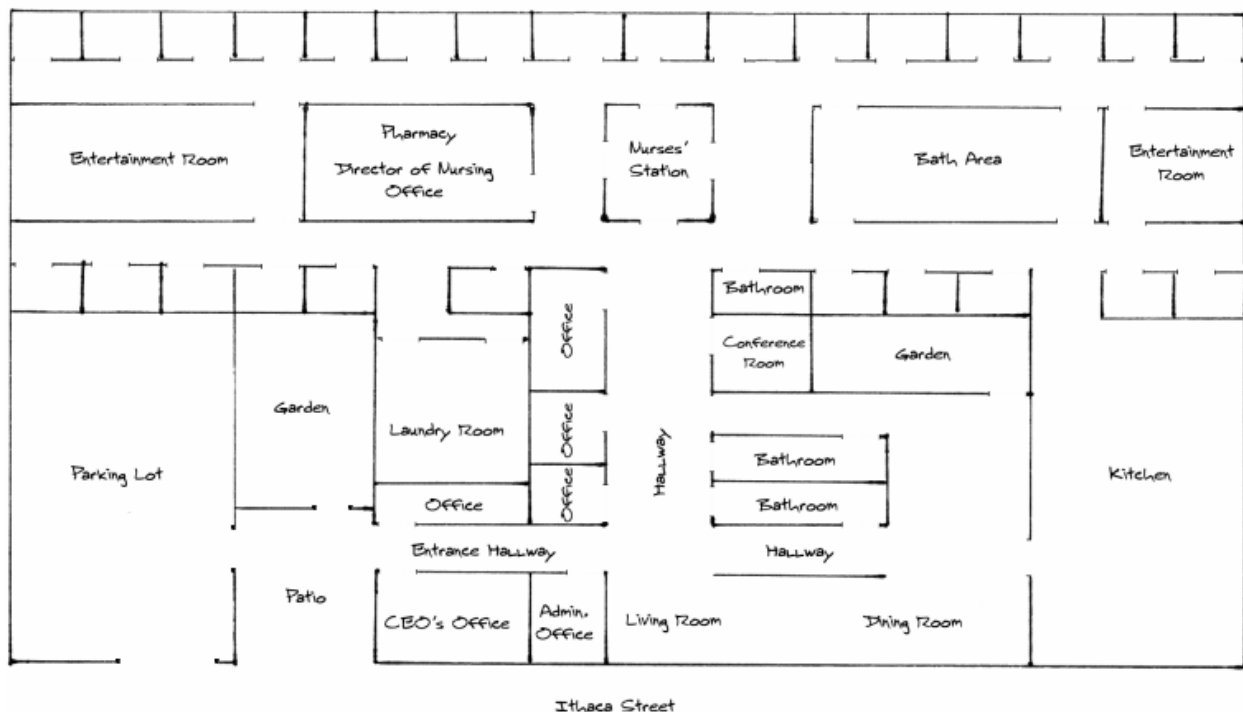 Pharmacy
Entertainment Room
Director of Nursing
Office
Nurses'
Station
Bath Area
Entertainment
Room
Bathroom
Office
Conference
Room
Garden
Garden
Laundry Room
Office
Hallway
Bathroom
Parking Lot
Kitchen
Office
Office
Bathroom
Entrance Hallway
Hallway
Patio
CEO's Office
Admin.
Office
Living Room
Dining Room
Ithaca Street